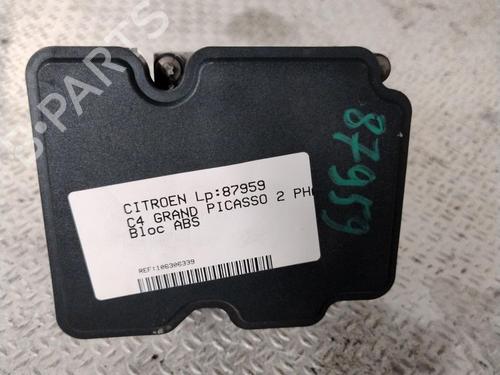 B-PARTS
CITROEN Lp:87959
C4 GRAND PICASSO 2 PH
Bloc ABS
REF:106306339
87959